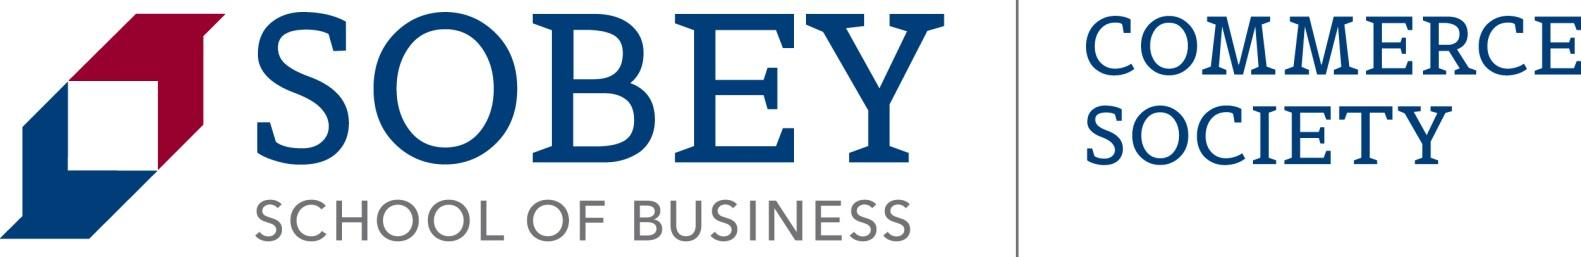 SOBEY
SCHOOL OF BUSINESS
COMMERCE
SOCIETY